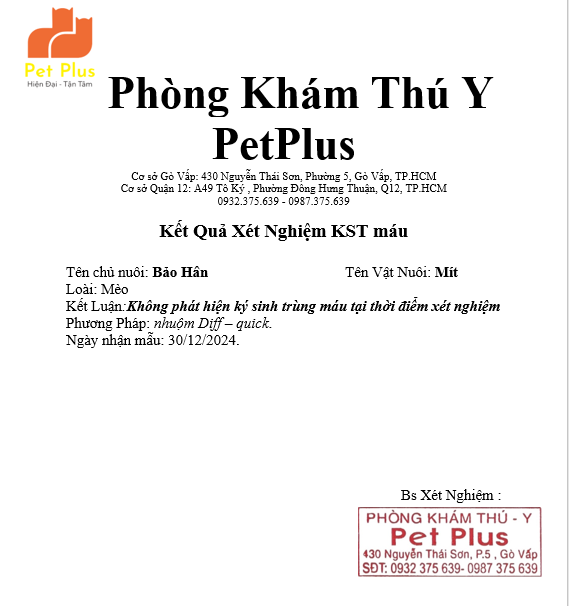 Pet Plus
Hiện Đại - Tận Tâm
Phòng Khám Thú Y
PetPlus
Cơ sở Gò Vấp: 430 Nguyễn Thái Sơn, Phường 5, Gò Vấp, TP.HCM
Cơ sở Quận 12: A49 Tô Ký , Phường Đông Hưng Thuận, Q12, TP.HCM
0932.375.639 - 0987.375.639
Kết Quả Xét Nghiệm KST máu
Tên chủ nuôi: Bảo Hân Tên Vật Nuôi: Mít
Loài: Mèo
Kết Luận:Không phát hiện ký sinh trùng máu tại thời điểm xét nghiệm
Phương Pháp: nhuộm Diff – quick.
Ngày nhận mẫu: 30/12/2024.
Bs Xét Nghiệm :
PHÒNG KHÁM THÚ - Y
Pet Plus
430 Nguyễn Thái Sơn, P.5 , Gò Vấp
SĐT: 0932 375 639- 0987 375 639